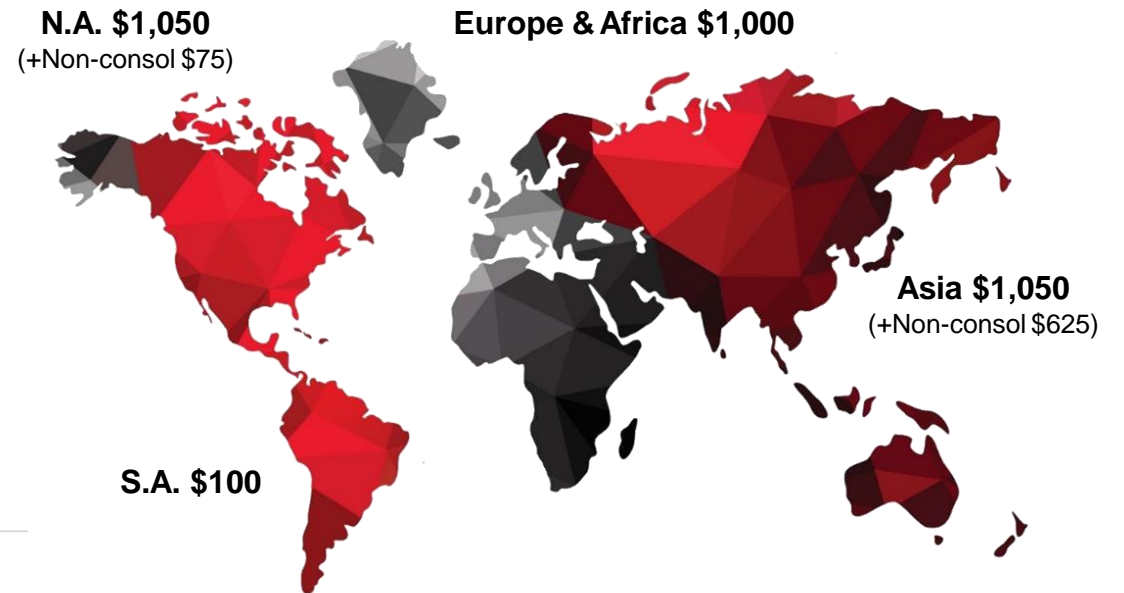 N.A. $1,050
(+Non-consol $75)
Europe & Africa $1,000
Asia $1,050
(+Non-consol $625)
S.A. $100